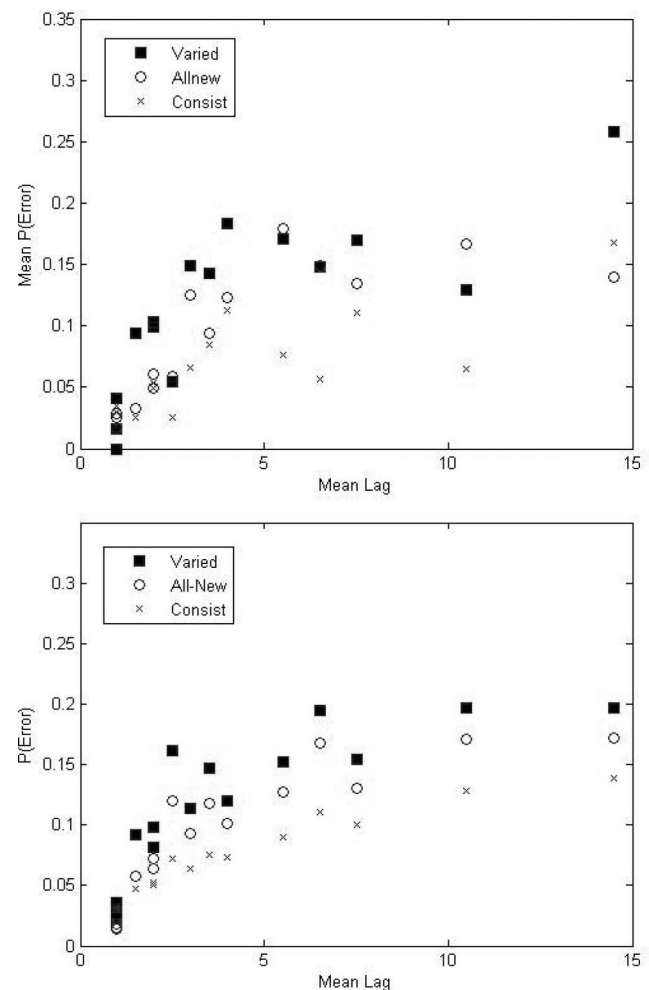 0.35
0.3
0.25
0.2
0.15
0.1
0.05
0
Mean P(Error)
Varied
Allnew
Consist
0 5 10 15
Mean Lag
0.3
0.25
0.2
0.15
0.1
0.05
0
P(Error)
Varied
All-New
Consist
0 5 10 15
Mean Lag